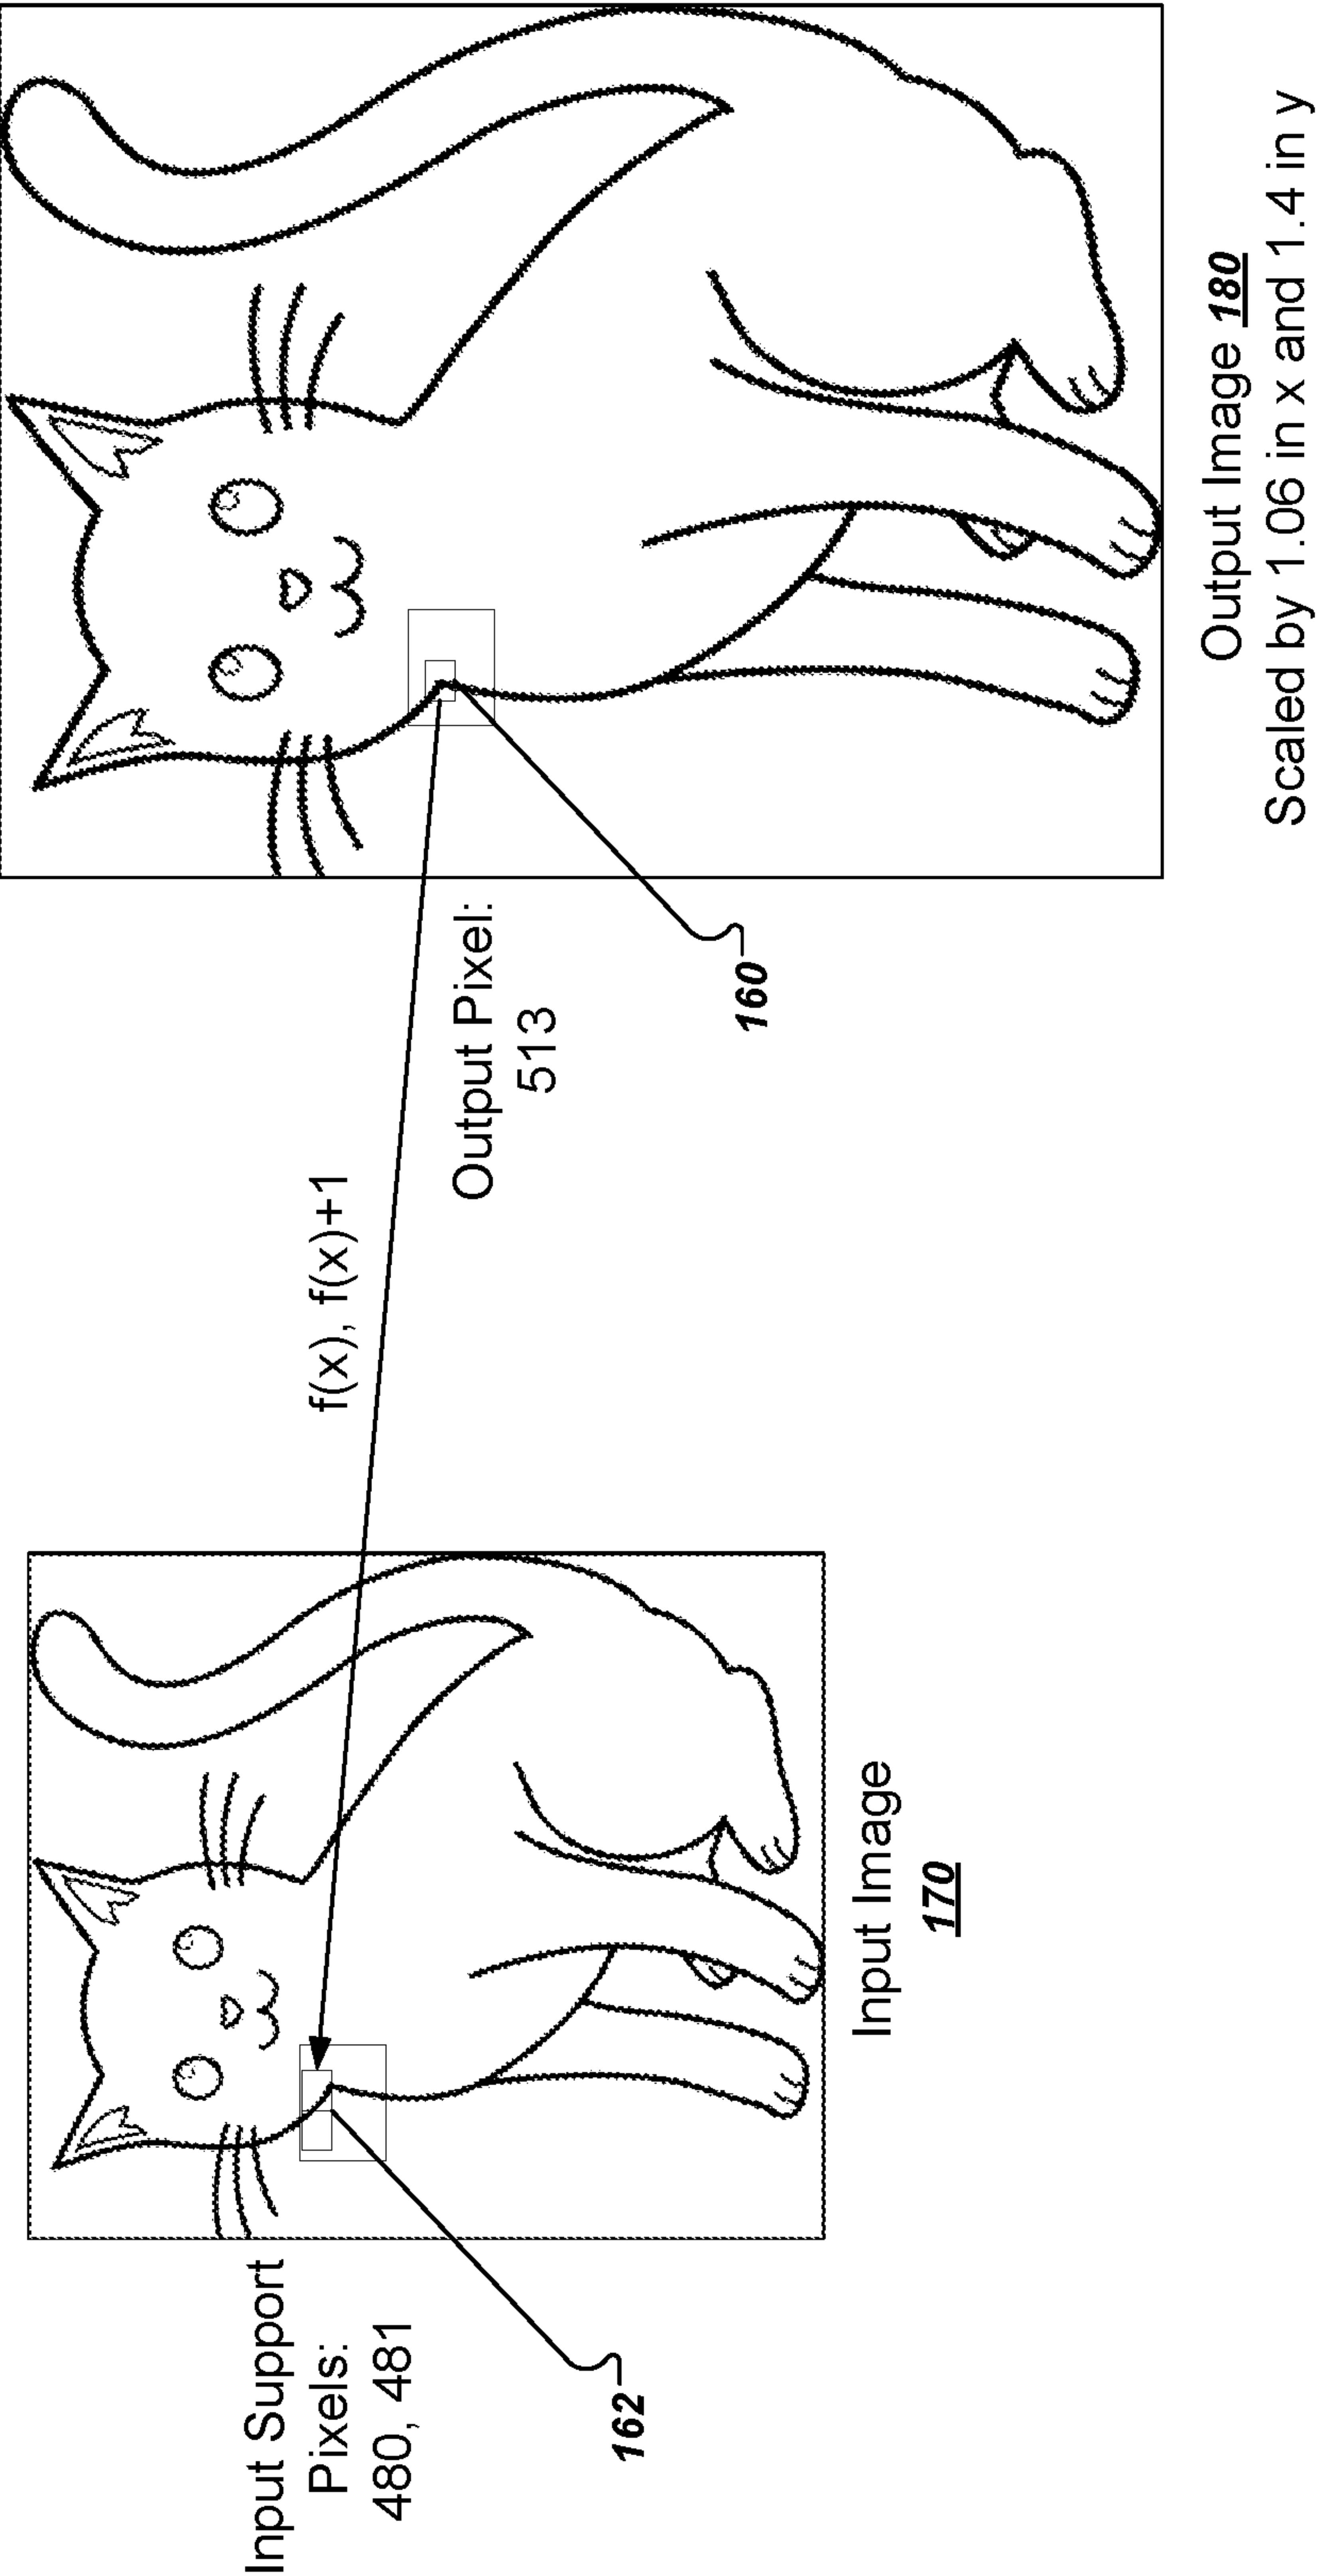 Input Support
Pixels:
480, 481
162
Input Image
170
f(x), f(x)+1
Output Pixel:
513
160
Output Image 180
Scaled by 1.06 in x and 1.4 in y